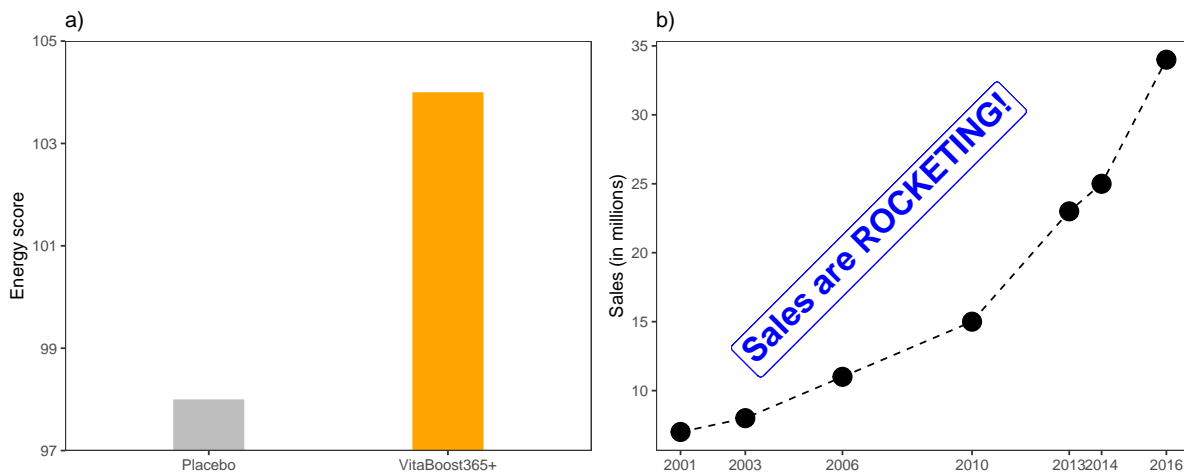 a)
105
103
101
99
97
Energy score
Placebo
VitaBoost365+
b)
35
30
25
20
15
10
Sales (in millions)
Sales are ROCKETING!
2001
2003
2006
2010
2013
2014
2016